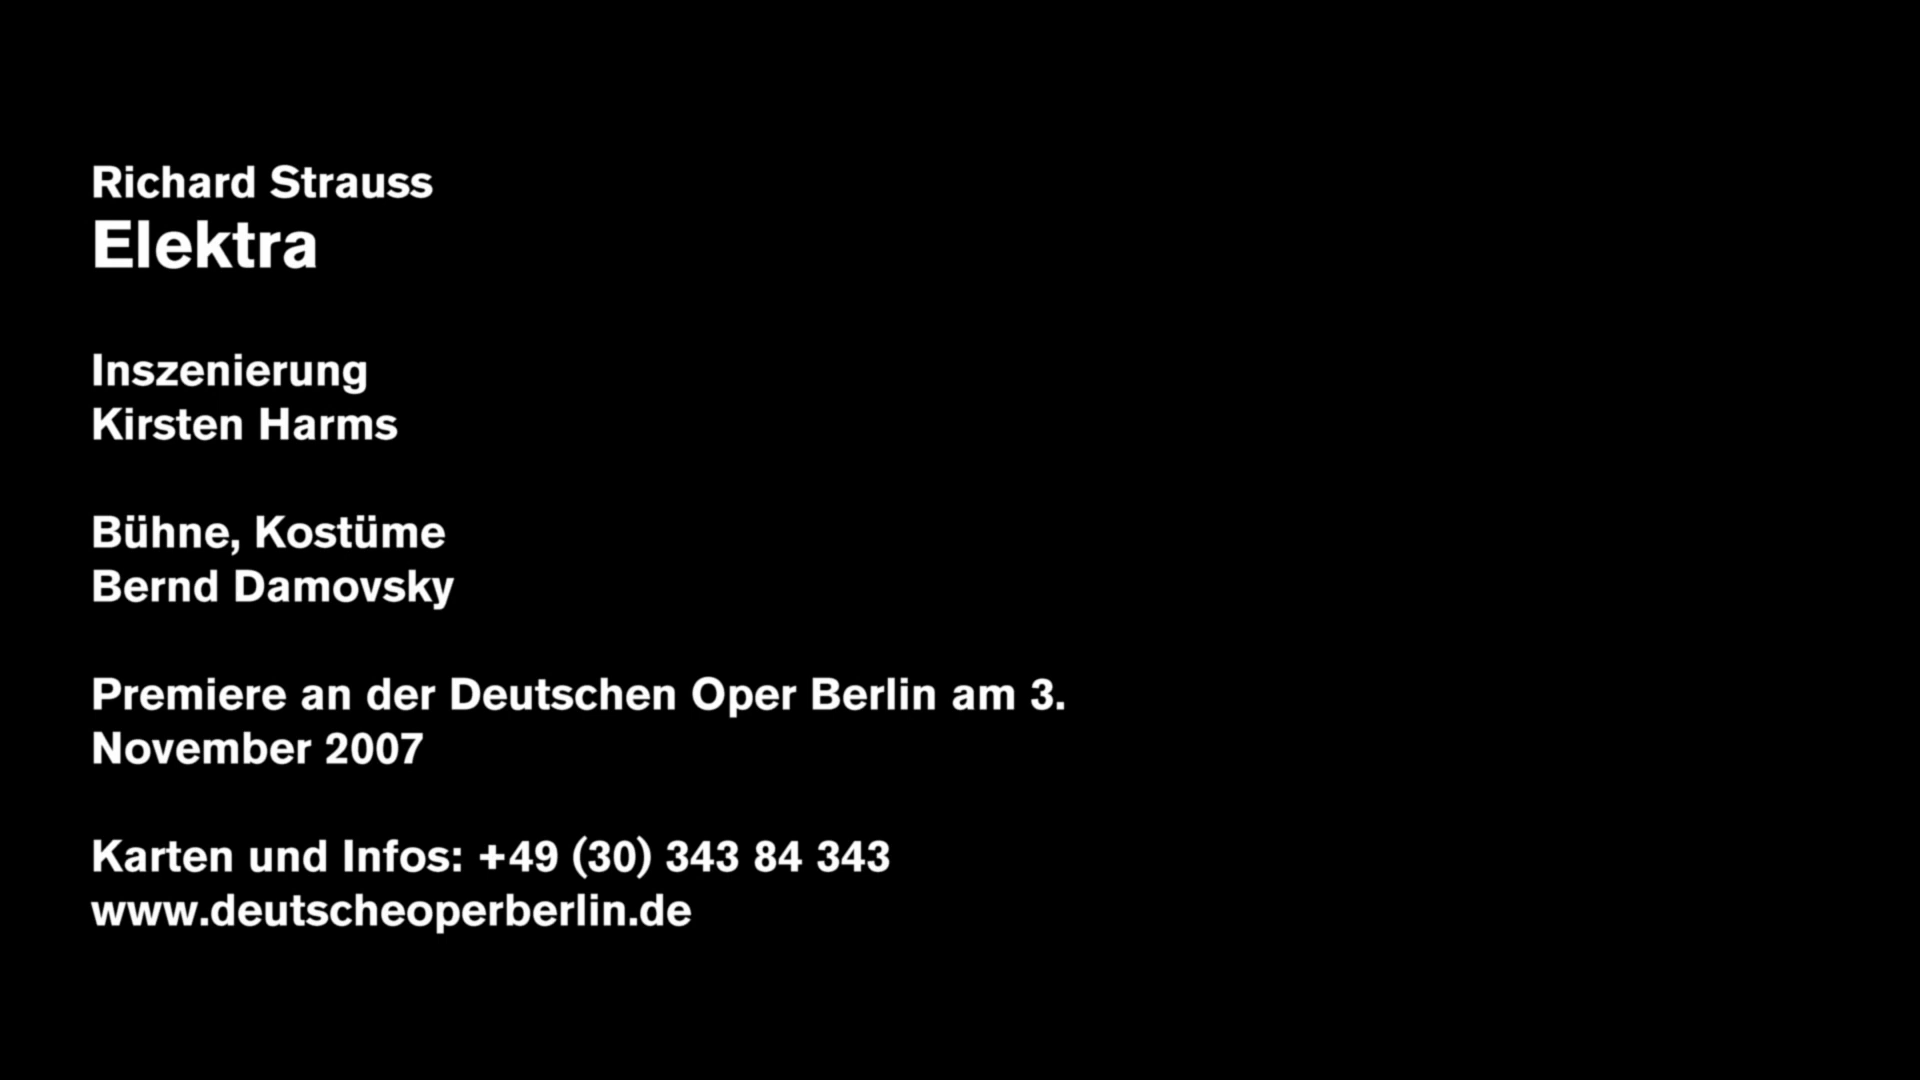 Richard Strauss
Elektra
Inszenierung
Kirsten Harms
Bühne, Kostüme
Bernd Damovsky
Premiere an der Deutschen Oper Berlin am 3.
November 2007
Karten und Infos: +49 (30) 343 84 343
www.deutscheoperberlin.de